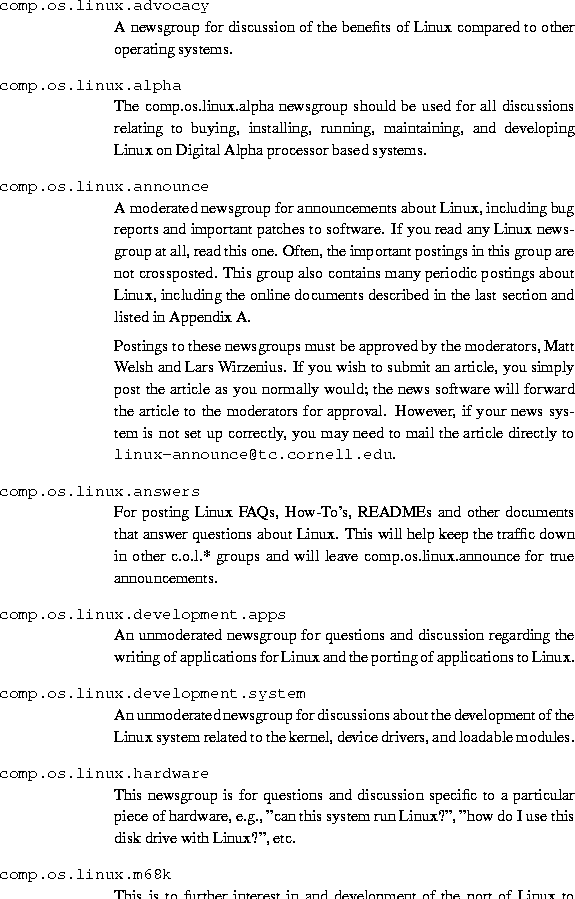 comp.os.linux.advocacy
A newsgroup for discussion of the benefits of Linux compared to other
operating systems.
comp.os.linux.alpha
The comp.os.linux.alpha newsgroup should be used for all discussions
relating to buying, installing, running, maintaining, and developing
Linux on Digital Alpha processor based systems.
comp.os.linux.announce
A moderated newsgroup for announcements about Linux, including bug
reports and important patches to software. If you read any Linux news-
group at all, read this one. Often, the important postings in this group are
not crossposted. This group also contains many periodic postings about
Linux, including the online documents described in the last section and
listed in Appendix A.
Postings to these newsgroups must be approved by the moderators, Matt
Welsh and Lars Wirzenius. If you wish to submit an article, you simply
post the article as you normally would; the news software will forward
the article to the moderators for approval. However, if your news sys-
tem is not set up correctly, you may need to mail the article directly to
linux-announce@tc.cornell.edu.
comp.os.linux.answers
For posting Linux FAQs, How-To's, READMEs and other documents
that answer questions about Linux. This will help keep the traffic down
in other c.o.l.* groups and will leave comp.os.linux.announce for true
announcements.
comp.os.linux.development.apps
An unmoderated newsgroup for questions and discussion regarding the
writing of applications for Linux and the porting of applications to Linux.
comp.os.linux.development.system
An unmoderated newsgroup for discussions about the development of the
Linux system related to the kernel, device drivers, and loadable modules.
comp.os.linux.hardware
This newsgroup is for questions and discussion specific to a particular
piece of hardware, e.g., ”can this system run Linux?”, ”how do I use this
disk drive with Linux?”, etc.
comp.os.linux.m68k
This is to further interest in and development of the port of Linux to